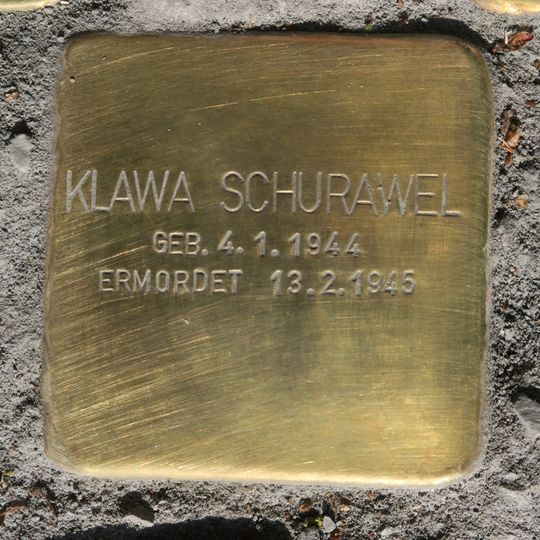 KLAWA SCHURAWEL
GEB. 4.1.1944
ERMORDET 13.2.1945